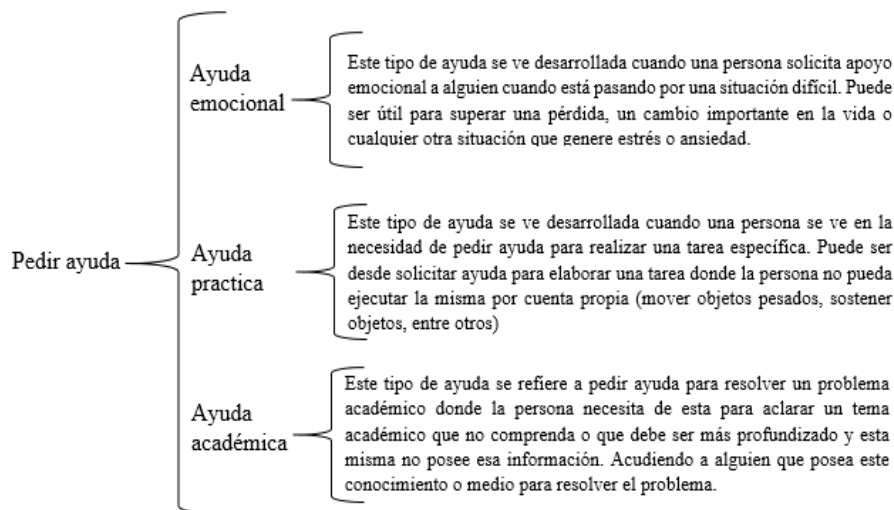 Pedir ayuda
Ayuda
emocional
Este tipo de ayuda se ve desarrollada cuando una persona solicita apoyo
emocional a alguien cuando está pasando por una situación difícil. Puede
ser útil para superar una pérdida, un cambio importante en la vida o
cualquier otra situación que genere estrés o ansiedad.
Ayuda
practica
Este tipo de ayuda se ve desarrollada cuando una persona se ve en la
necesidad de pedir ayuda para realizar una tarea específica. Puede ser
desde solicitar ayuda para elaborar una tarea donde la persona no pueda
ejecutar la misma por cuenta propia (mover objetos pesados, sostener
objetos, entre otros)
Ayuda
académica
Este tipo de ayuda se refiere a pedir ayuda para resolver un problema
académico donde la persona necesita de esta para aclarar un tema
académico que no comprenda o que debe ser más profundizado y esta
misma no posee esa información. Acudiendo a alguien que posea este
conocimiento o medio para resolver el problema.